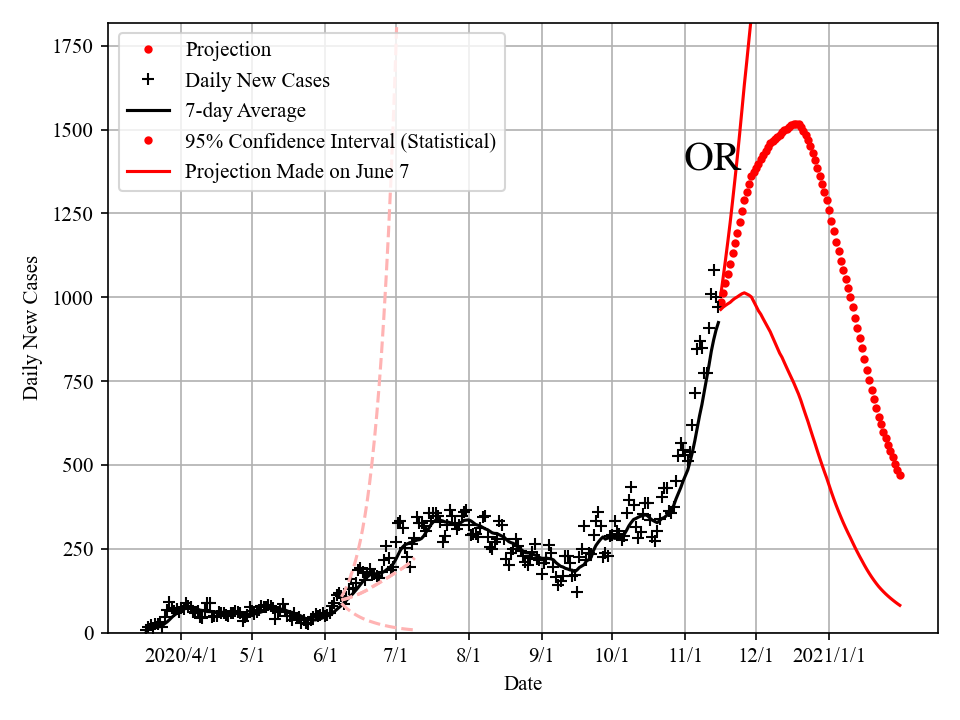 1750
1500
1250
1000
750
500
250
0
Daily New Cases
Projection
Daily New Cases
7-day Average
95% Confidence Interval (Statistical)
Projection Made on June 7
OR
2020/4/1 5/1 6/1 7/1 8/1 9/1 10/1 11/1 12/1 2021/1/1
Date